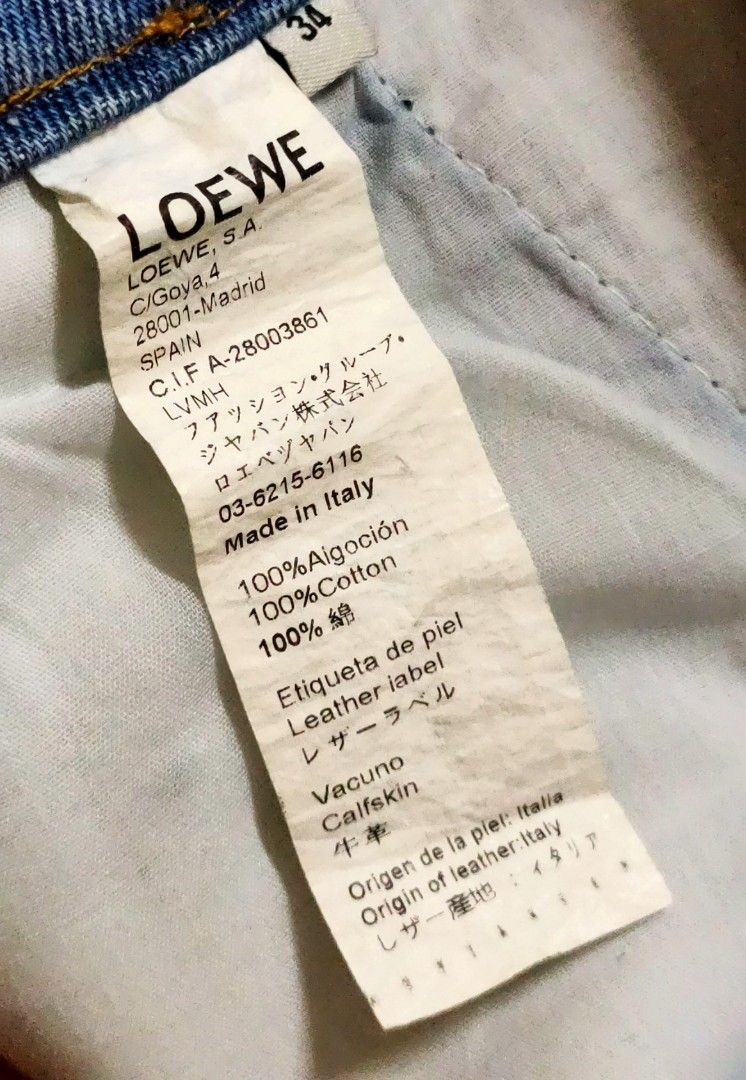 34
LOEWE
LOEWE, S.A.
C/Goya,4
28001-Madrid
SPAIN
C.I.F A-28003861
LVMH
ファッション・グループ・
ジャパン株式会社
ロエベヅヤパン
03-6215-6116
Made in Italy
100%Aigoción
100%Cotton
100% 綿
Etiqueta de piel
Leather iabel
レザーラベル
Vacuno
Calfskin
牛革
Origen de la piel: Italia
Origin of leather:Italy
レザー産地：イタリア